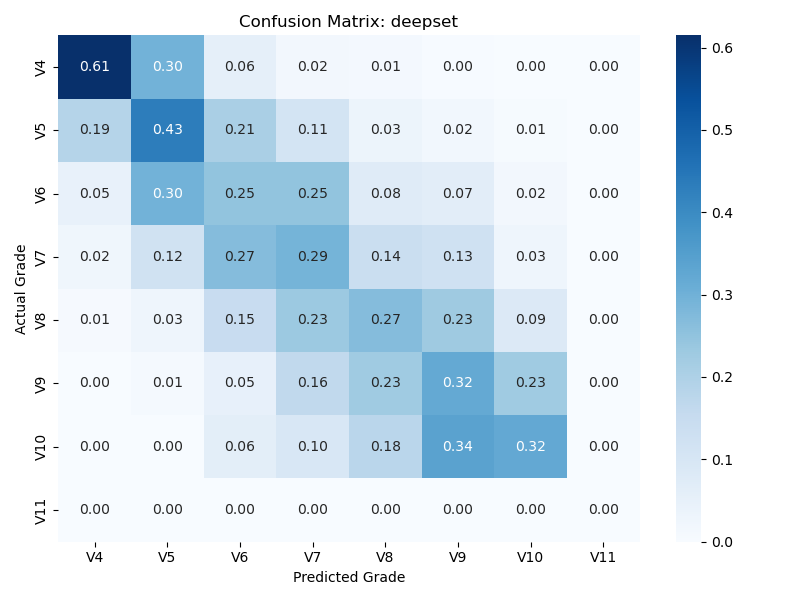 Confusion Matrix: deepset
Actual Grade
V4 0.61 0.30 0.06 0.02 0.01 0.00 0.00 0.00
V5 0.19 0.43 0.21 0.11 0.03 0.02 0.01 0.00
V6 0.05 0.30 0.25 0.25 0.08 0.07 0.02 0.00
V7 0.02 0.12 0.27 0.29 0.14 0.13 0.03 0.00
V8 0.01 0.03 0.15 0.23 0.27 0.23 0.09 0.00
V9 0.00 0.01 0.05 0.16 0.23 0.32 0.23 0.00
V10 0.00 0.00 0.06 0.10 0.18 0.34 0.32 0.00
V11 0.00 0.00 0.00 0.00 0.00 0.00 0.00 0.00
V4 V5 V6 V7 V8 V9 V10 V11
Predicted Grade
0.6
0.5
0.4
0.3
0.2
0.1
0.0